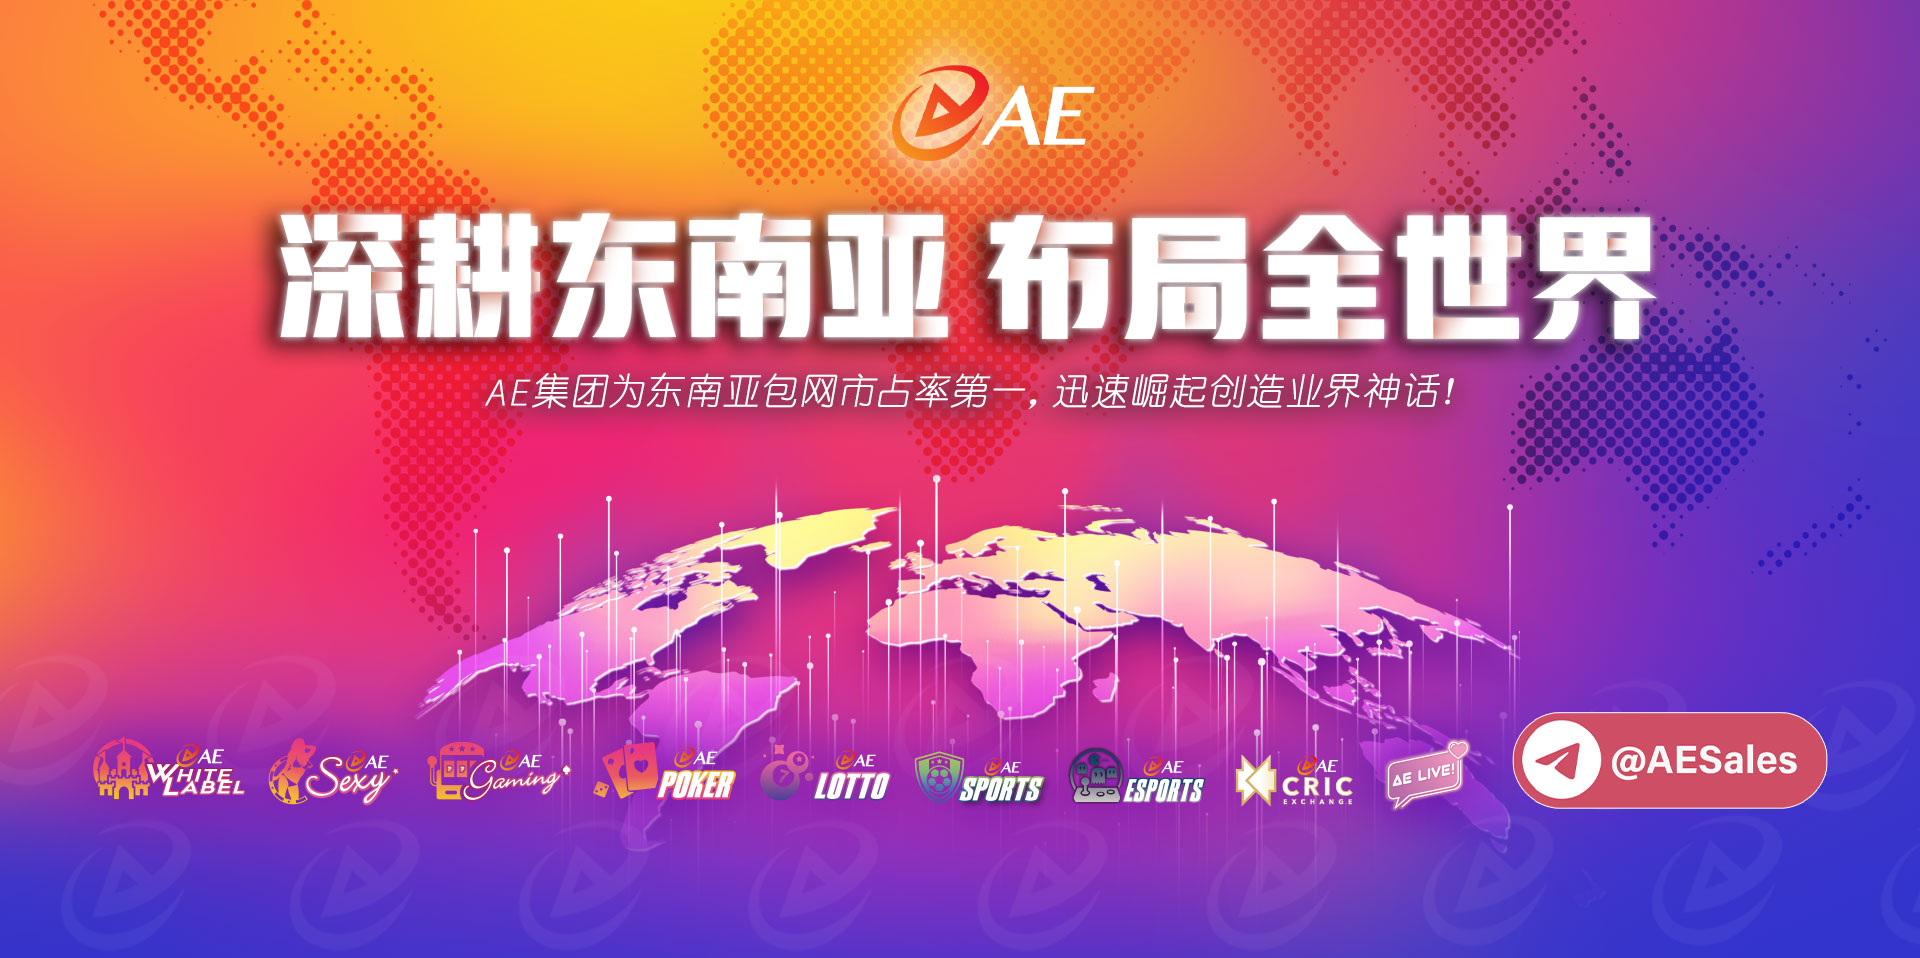 AE
深耕东南亚 布局全世界
AE集团为东南亚包网市占率第一，迅速崛起创造业界神话！
AE WHITE LABEL
AE Sexy
AE Gaming
AE POKER
7
AE LOTTO
AE SPORTS
AE ESPORTS
AE CRIC EXCHANGE
AE LIVE!
@AESales